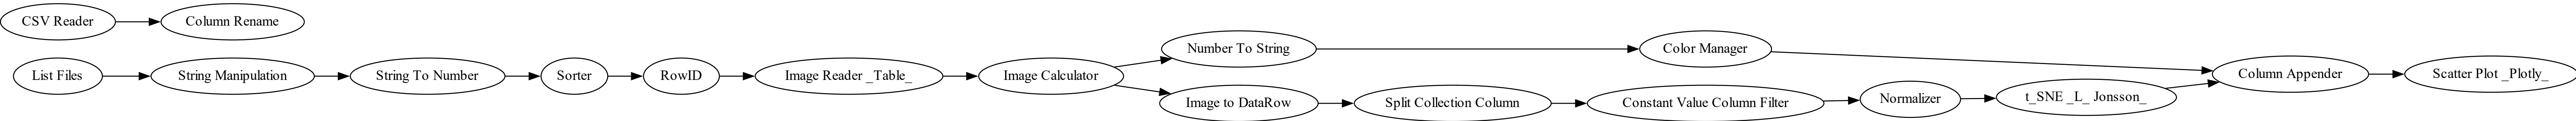 CSV Reader
Column Rename
List Files
String Manipulation
String To Number
Sorter
RowID
Image Reader _Table_
Image Calculator
Number To String
Color Manager
Image to DataRow
Split Collection Column
Constant Value Column Filter
Normalizer
t_SNE _L_ Jonsson_
Column Appender
Scatter Plot _Plotly_